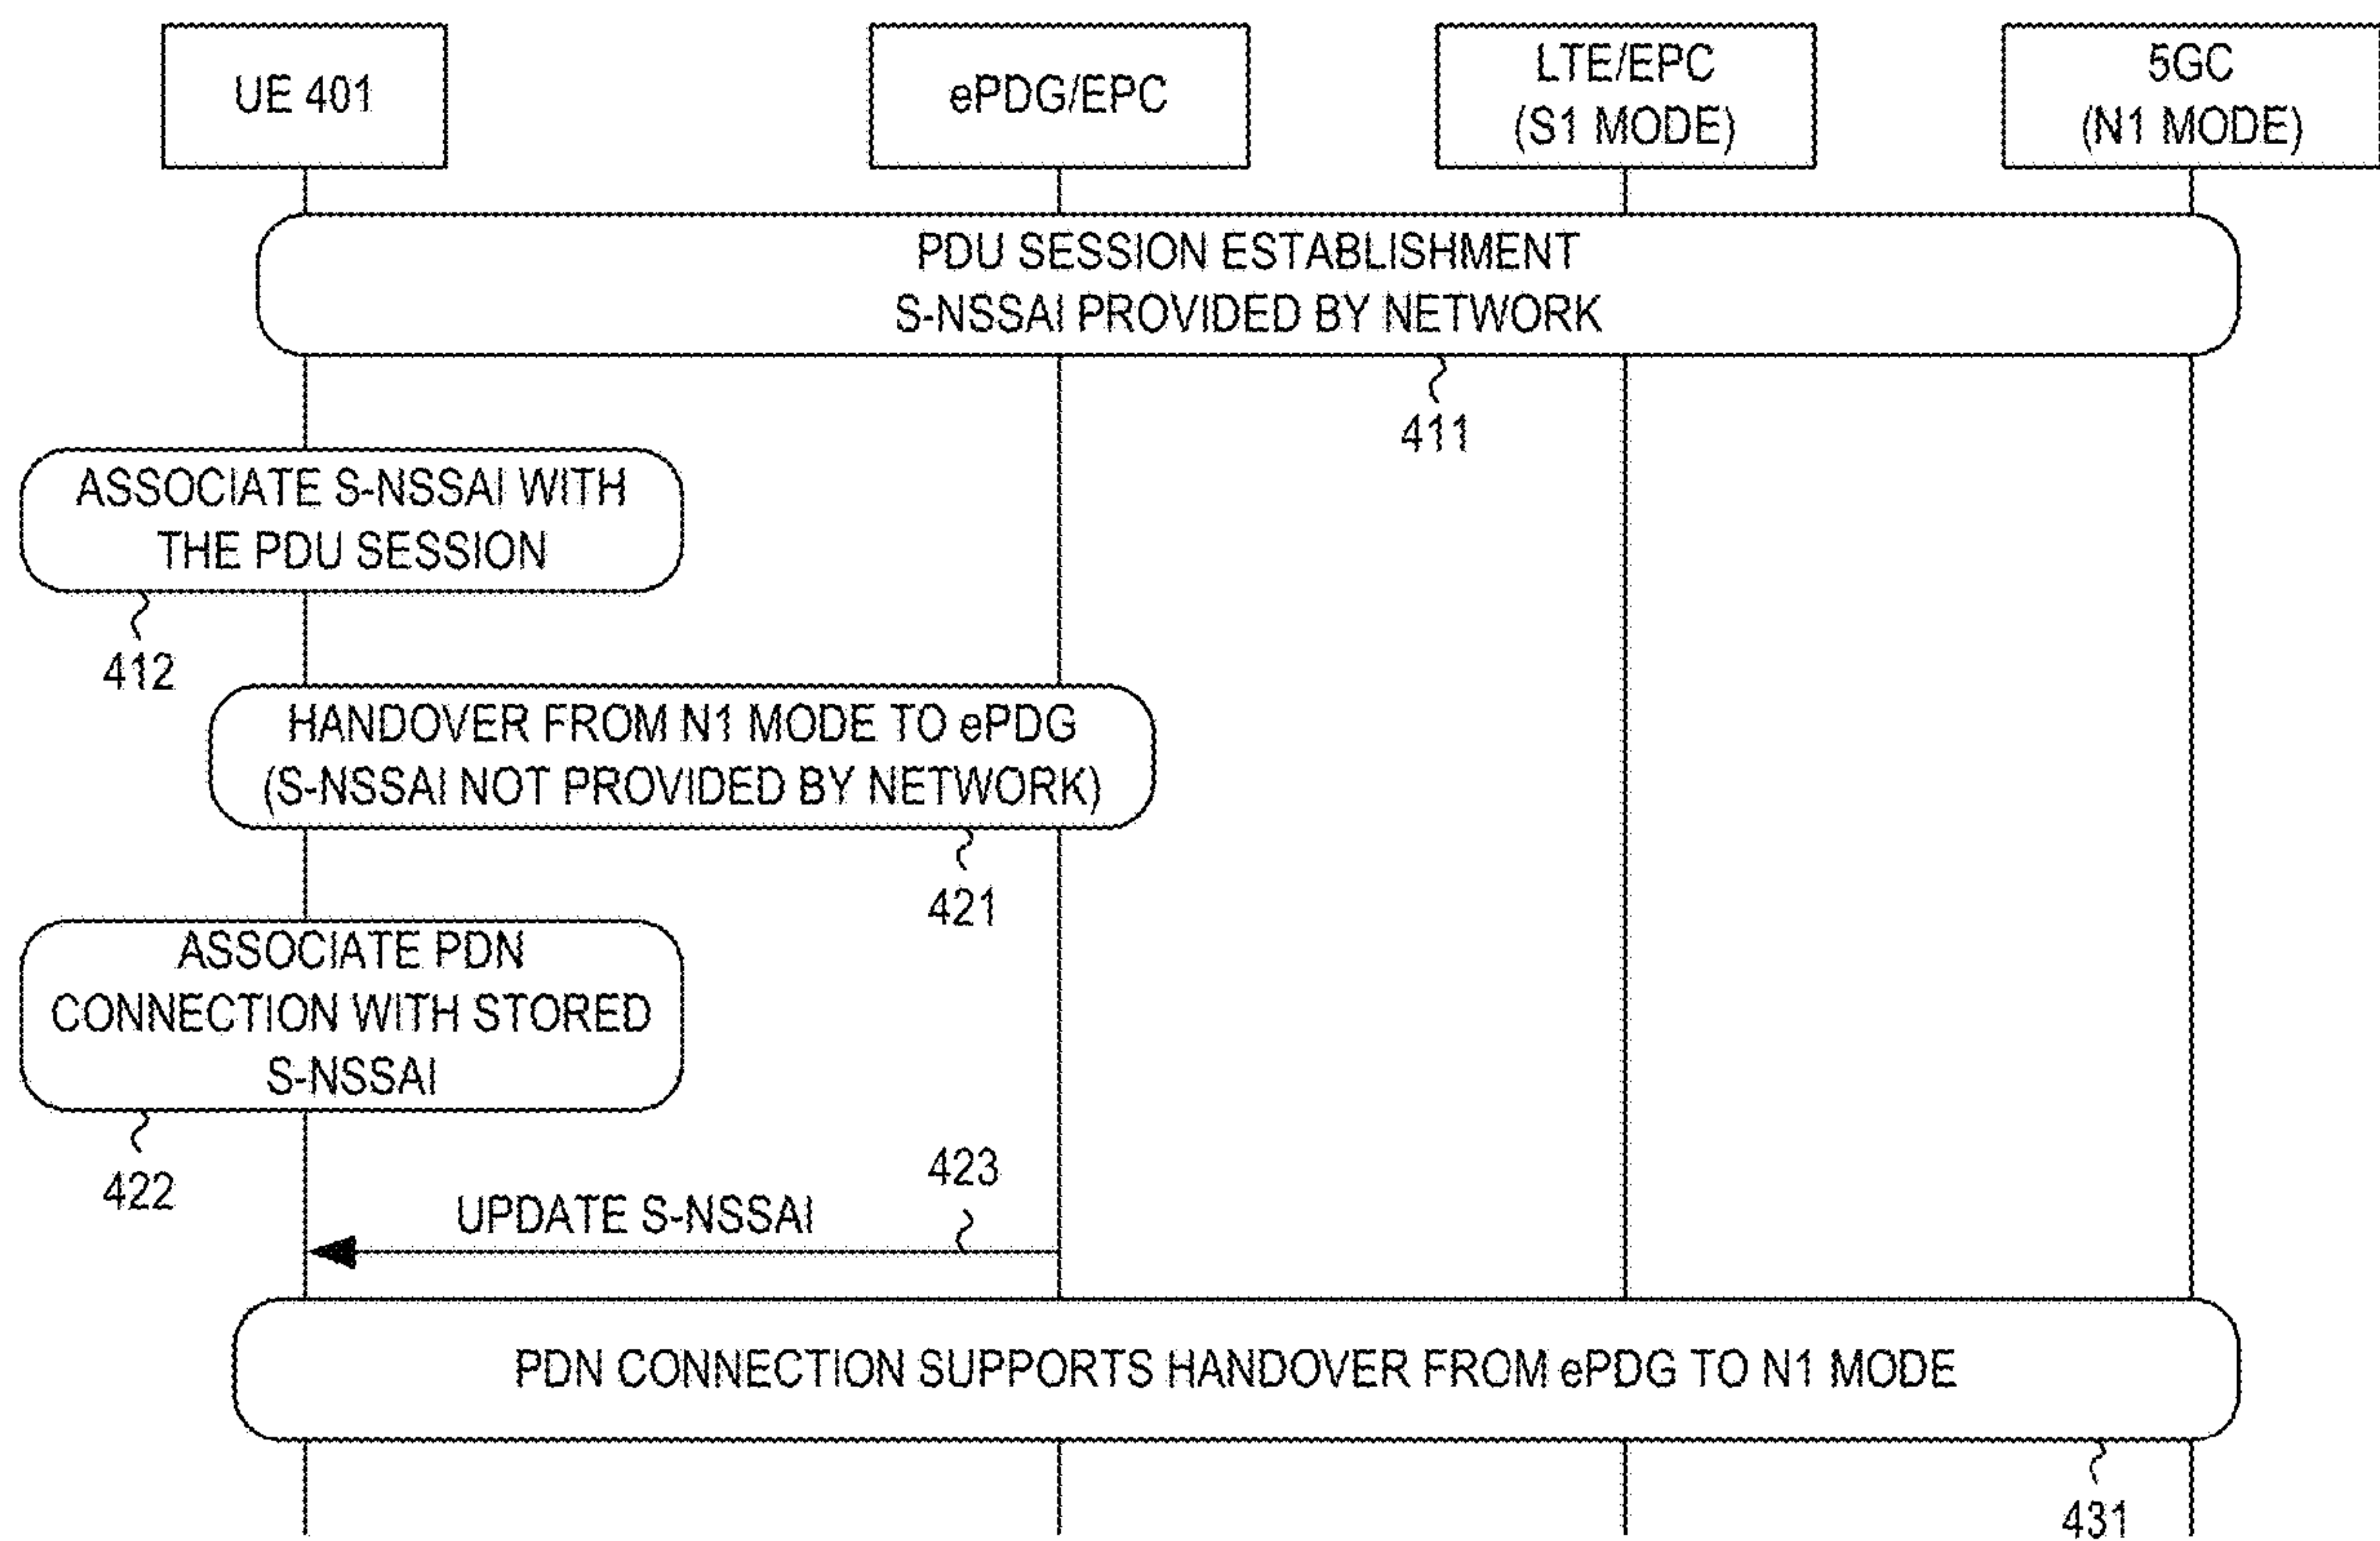 UE 401
ePDG/EPC
LTE/EPC
(S1 MODE)
5GC
(N1 MODE)
PDU SESSION ESTABLISHMENT
S-NSSAI PROVIDED BY NETWORK
411
ASSOCIATE S-NSSAI WITH
THE PDU SESSION
412
HANDOVER FROM N1 MODE TO ePDG
(S-NSSAI NOT PROVIDED BY NETWORK)
421
ASSOCIATE PDN
CONNECTION WITH STORED
S-NSSAI
422
423
UPDATE S-NSSAI
PDN CONNECTION SUPPORTS HANDOVER FROM ePDG TO N1 MODE
431